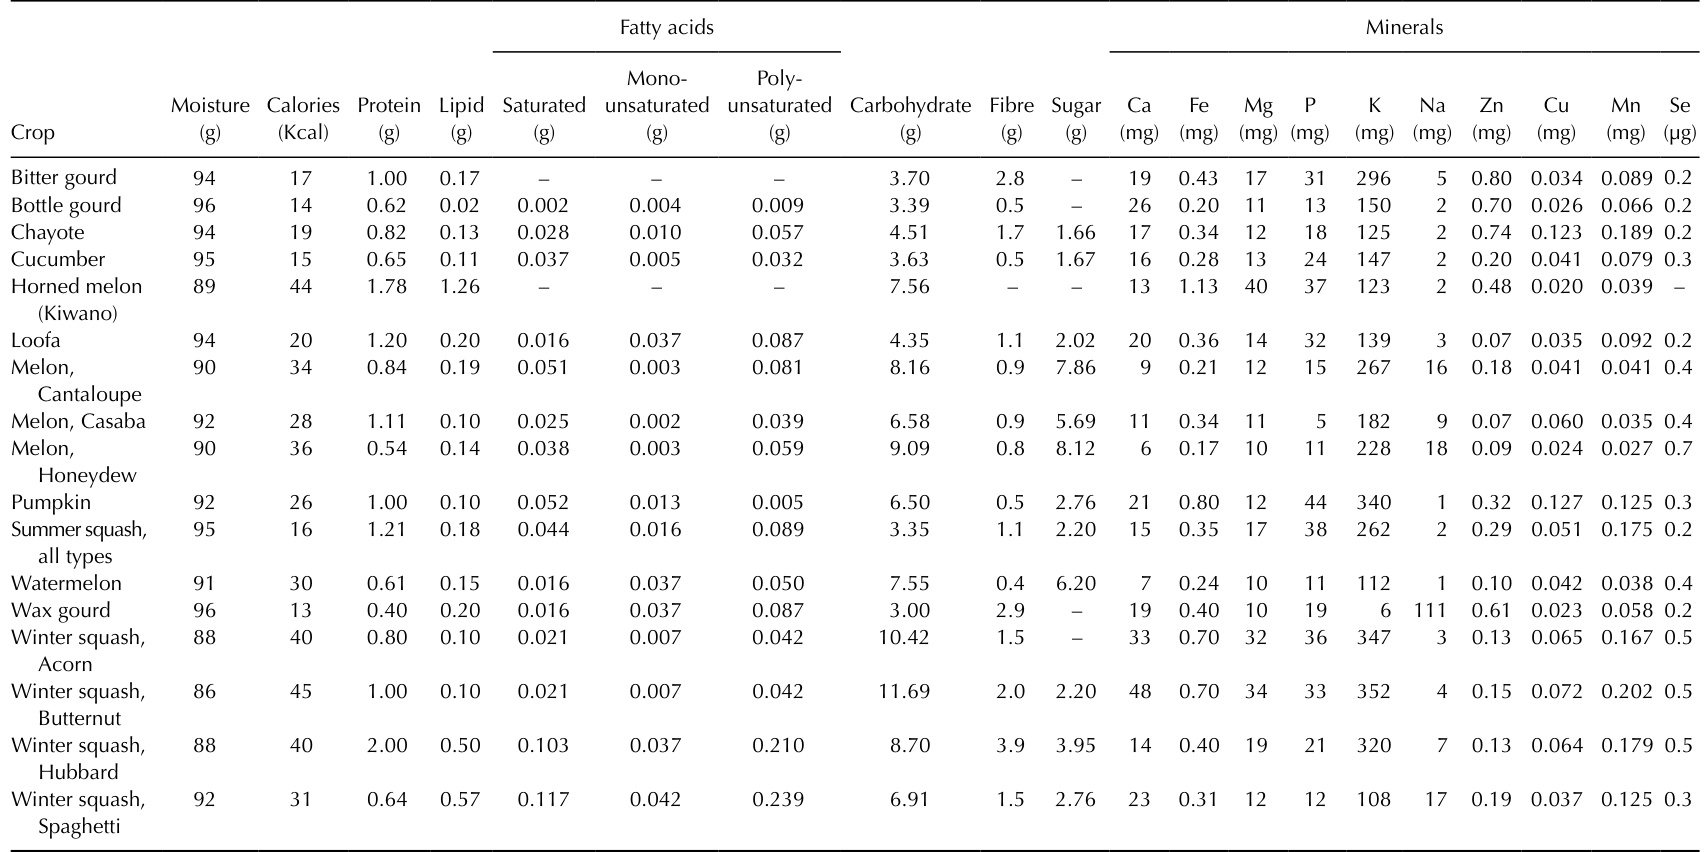 Fatty acids Minerals
Mono- Poly-
Moisture Calories Protein Lipid Saturated unsaturated unsaturated Carbohydrate Fibre Sugar Ca Fe Mg P K Na Zn Cu Mn Se
Crop (g) (Kcal) (g) (g) (g) (g) (g) (g) (g) (g) (mg) (mg) (mg) (mg) (mg) (mg) (mg) (mg) (mg) (µg)
Bitter gourd 94 17 1.00 0.17 – – – 3.70 2.8 – 19 0.43 17 31 296 5 0.80 0.034 0.089 0.2
Bottle gourd 96 14 0.62 0.02 0.002 0.004 0.009 3.39 0.5 – 26 0.20 11 13 150 2 0.70 0.026 0.066 0.2
Chayote 94 19 0.82 0.13 0.028 0.010 0.057 4.51 1.7 1.66 17 0.34 12 18 125 2 0.74 0.123 0.189 0.2
Cucumber 95 15 0.65 0.11 0.037 0.005 0.032 3.63 0.5 1.67 16 0.28 13 24 147 2 0.20 0.041 0.079 0.3
Horned melon 89 44 1.78 1.26 – – – 7.56 – – 13 1.13 40 37 123 2 0.48 0.020 0.039 –
(Kiwano)
Loofa 94 20 1.20 0.20 0.016 0.037 0.087 4.35 1.1 2.02 20 0.36 14 32 139 3 0.07 0.035 0.092 0.2
Melon, 90 34 0.84 0.19 0.051 0.003 0.081 8.16 0.9 7.86 9 0.21 12 15 267 16 0.18 0.041 0.041 0.4
Cantaloupe
Melon, Casaba 92 28 1.11 0.10 0.025 0.002 0.039 6.58 0.9 5.69 11 0.34 11 5 182 9 0.07 0.060 0.035 0.4
Melon, 90 36 0.54 0.14 0.038 0.003 0.059 9.09 0.8 8.12 6 0.17 10 11 228 18 0.09 0.024 0.027 0.7
Honeydew
Pumpkin 92 26 1.00 0.10 0.052 0.013 0.005 6.50 0.5 2.76 21 0.80 12 44 340 1 0.32 0.127 0.125 0.3
Summer squash, 95 16 1.21 0.18 0.044 0.016 0.089 3.35 1.1 2.20 15 0.35 17 38 262 2 0.29 0.051 0.175 0.2
all types
Watermelon 91 30 0.61 0.15 0.016 0.037 0.050 7.55 0.4 6.20 7 0.24 10 11 112 1 0.10 0.042 0.038 0.4
Wax gourd 96 13 0.40 0.20 0.016 0.037 0.087 3.00 2.9 – 19 0.40 10 19 6 111 0.61 0.023 0.058 0.2
Winter squash, 88 40 0.80 0.10 0.021 0.007 0.042 10.42 1.5 – 33 0.70 32 36 347 3 0.13 0.065 0.167 0.5
Acorn
Winter squash, 86 45 1.00 0.10 0.021 0.007 0.042 11.69 2.0 2.20 48 0.70 34 33 352 4 0.15 0.072 0.202 0.5
Butternut
Winter squash, 88 40 2.00 0.50 0.103 0.037 0.210 8.70 3.9 3.95 14 0.40 19 21 320 7 0.13 0.064 0.179 0.5
Hubbard
Winter squash, 92 31 0.64 0.57 0.117 0.042 0.239 6.91 1.5 2.76 23 0.31 12 12 108 17 0.19 0.037 0.125 0.3
Spaghetti